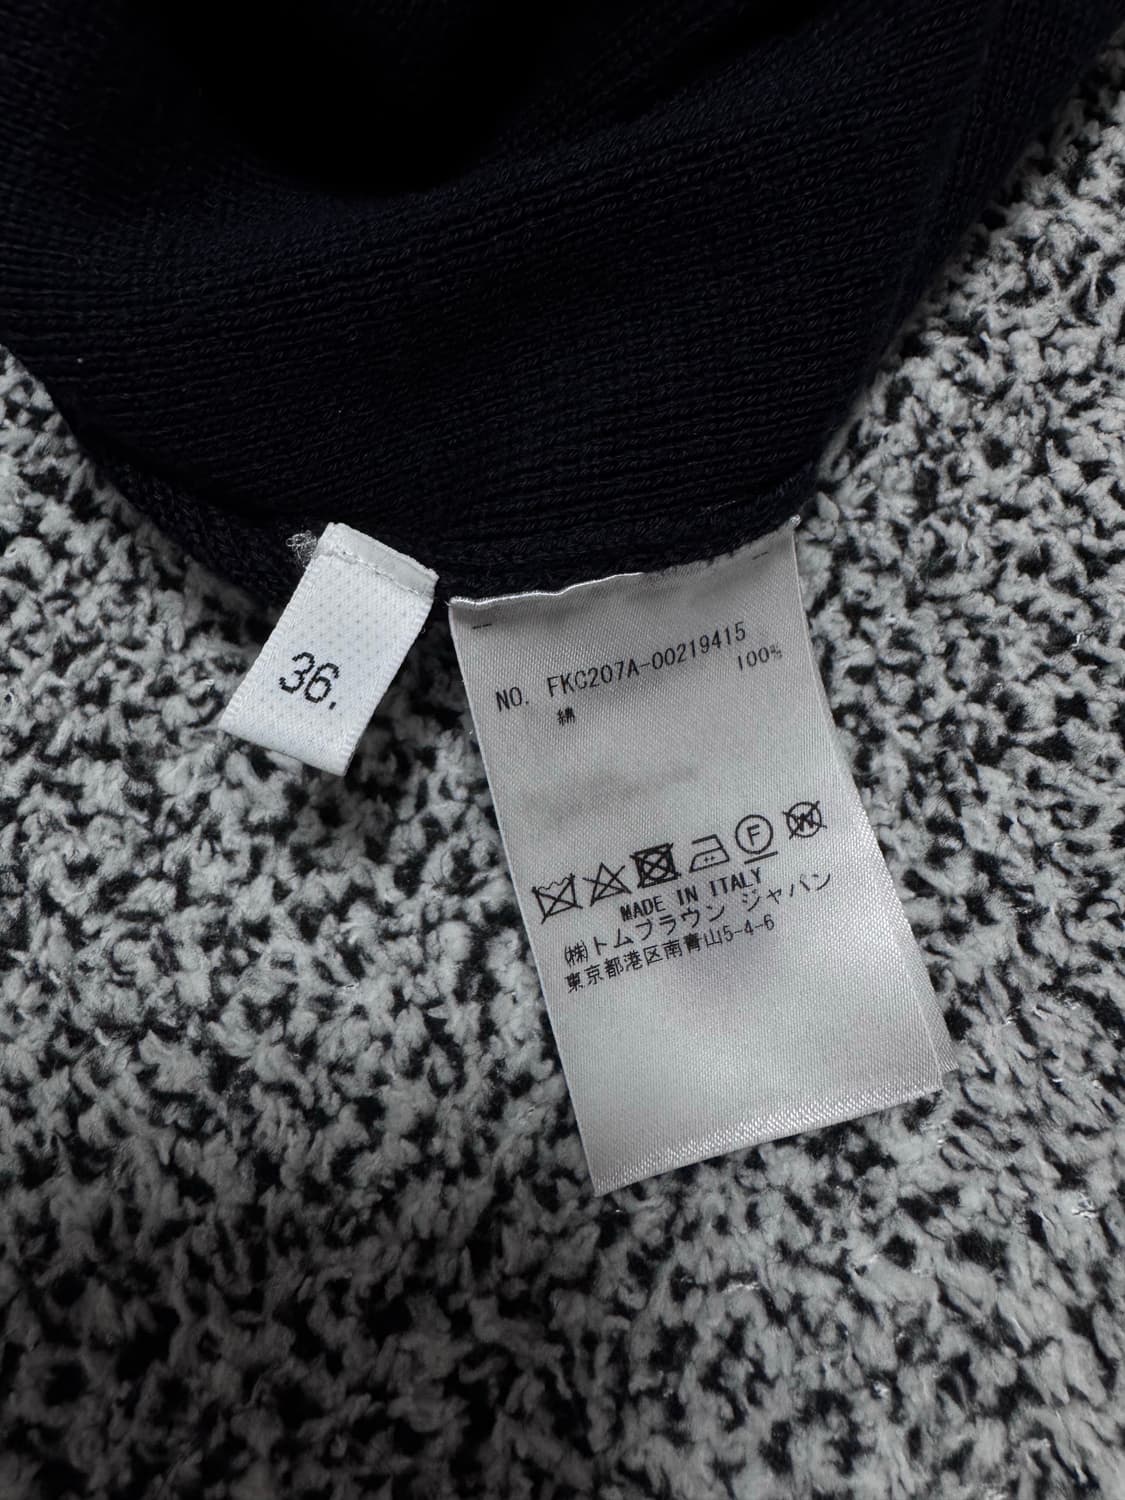 36.
NO. FKC207A-00219415
綿 100%
F W
MADE IN ITALY
㈱トムブラウン ジャパン
東京都港区南青山5-4-6